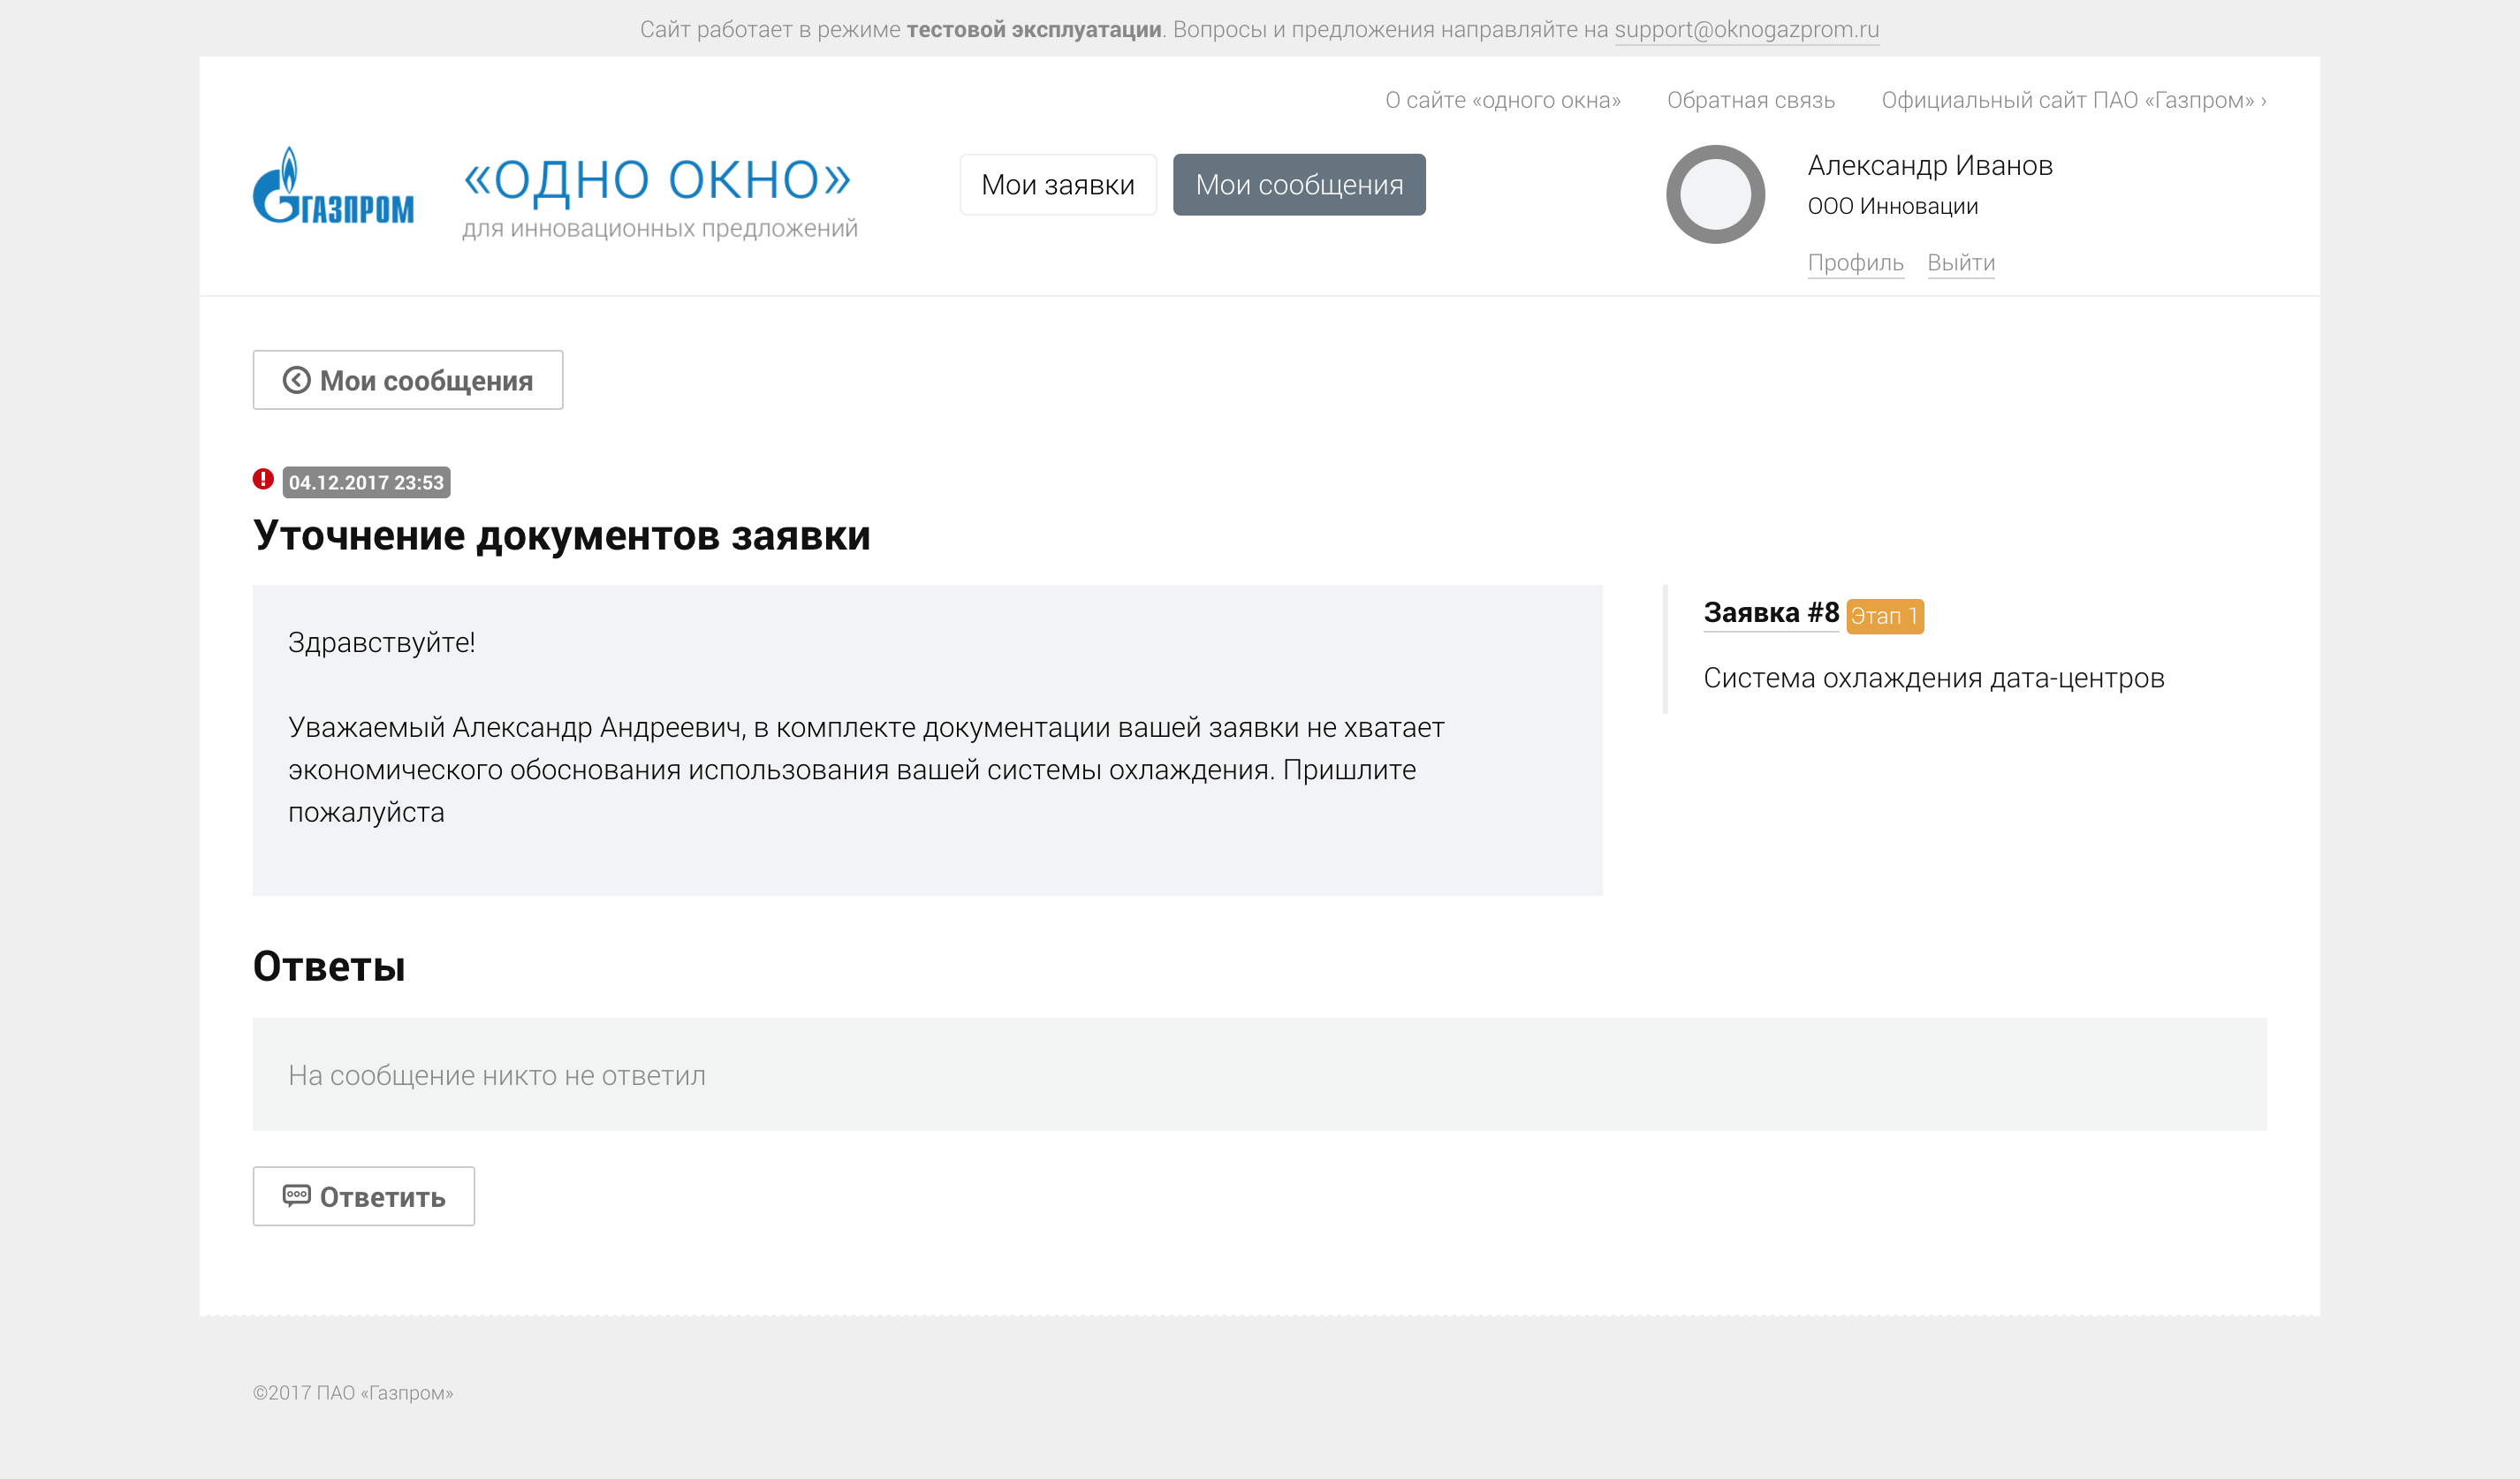 Сайт работает в режиме тестовой эксплуатации. Вопросы и предложения направляйте на support@oknogazprom.ru
О сайте «одного окна» Обратная связь Официальный сайт ПАО «Газпром» ›
ГАЗПРОМ
«ОДНО ОКНО»
для инновационных предложений
Мои заявки
Мои сообщения
Александр Иванов
ООО Инновации
Профиль Выйти
Мои сообщения
04.12.2017 23:53
Уточнение документов заявки
Здравствуйте!
Уважаемый Александр Андреевич, в комплекте документации вашей заявки не хватает
экономического обоснования использования вашей системы охлаждения. Пришлите
пожалуйста
Заявка #8 Этап 1
Система охлаждения дата-центров
Ответы
На сообщение никто не ответил
Ответить
©2017 ПАО «Газпром»